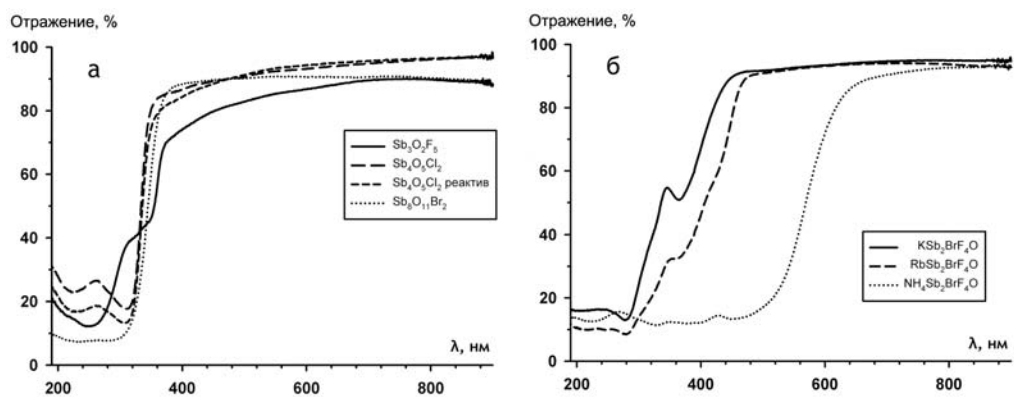 Отражение, %
100
а
80
60
Sb3O2F5
Sb4O5Cl2
Sb4O5Cl2 реактив
Sb8O11Br2
40
20
λ, нм
0
200 400 600 800
Отражение, %
100
б
80
60
40
KSb2BrF4O
RbSb2BrF4O
NH4Sb2BrF4O
20
λ, нм
0
200 400 600 800